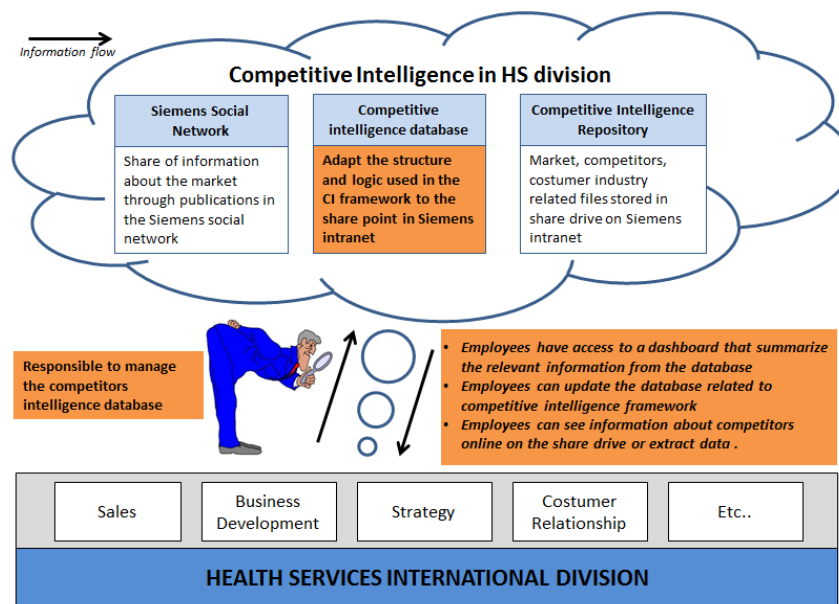 Information flow
Competitive Intelligence in HS division
Siemens Social
Network
Share of information
about the market
through publications in
the Siemens social
network
Competitive
intelligence database
Adapt the structure
and logic used in the
CI framework to the
share point in Siemens
intranet
Competitive Intelligence
Repository
Market, competitors,
costumer industry
related files stored in
share drive on Siemens
intranet
Responsible to manage
the competitors
intelligence database
• Employees have access to a dashboard that summarize
the relevant information from the database
• Employees can update the database related to
competitive intelligence framework
• Employees can see information about competitors
online on the share drive or extract data .
Sales
Business
Development
Strategy
Costumer
Relationship
Etc..
HEALTH SERVICES INTERNATIONAL DIVISION